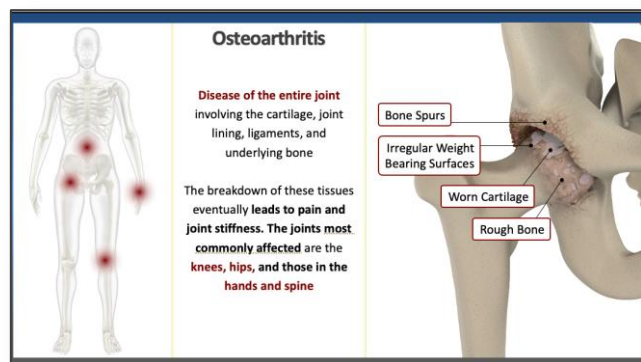 Osteoarthritis
Disease of the entire joint
involving the cartilage, joint
lining, ligaments, and
underlying bone
The breakdown of these tissues
eventually leads to pain and
joint stiffness. The joints most
commonly affected are the
knees, hips, and those in the
hands and spine
Bone Spurs
Irregular Weight
Bearing Surfaces
Worn Cartilage
Rough Bone